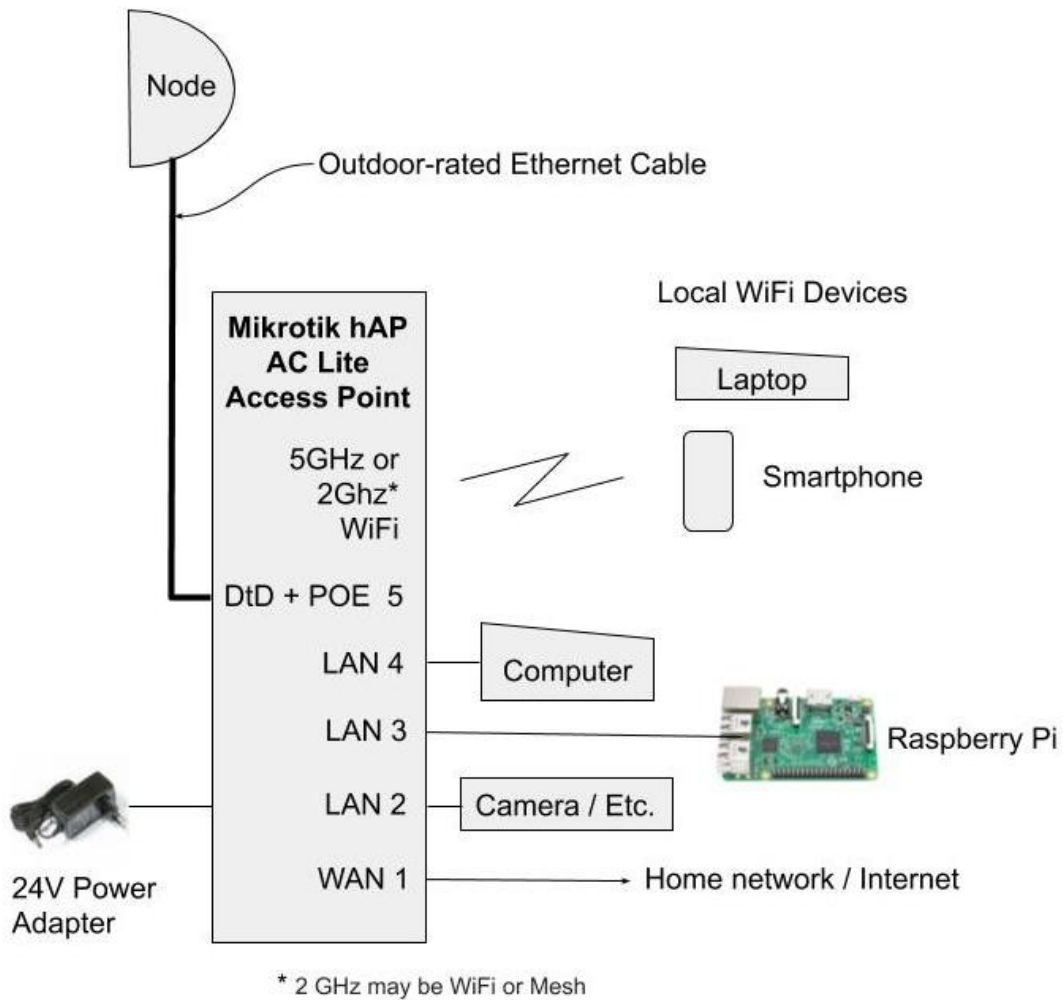 Node
Outdoor-rated Ethernet Cable
Local WiFi Devices
Mikrotik hAP
AC Lite
Access Point
Laptop
5GHz or
2Ghz*
WiFi
Smartphone
DtD + POE 5
LAN 4
Computer
LAN 3
Raspberry Pi
LAN 2
Camera / Etc.
WAN 1
Home network / Internet
24V Power
Adapter
* 2 GHz may be WiFi or Mesh